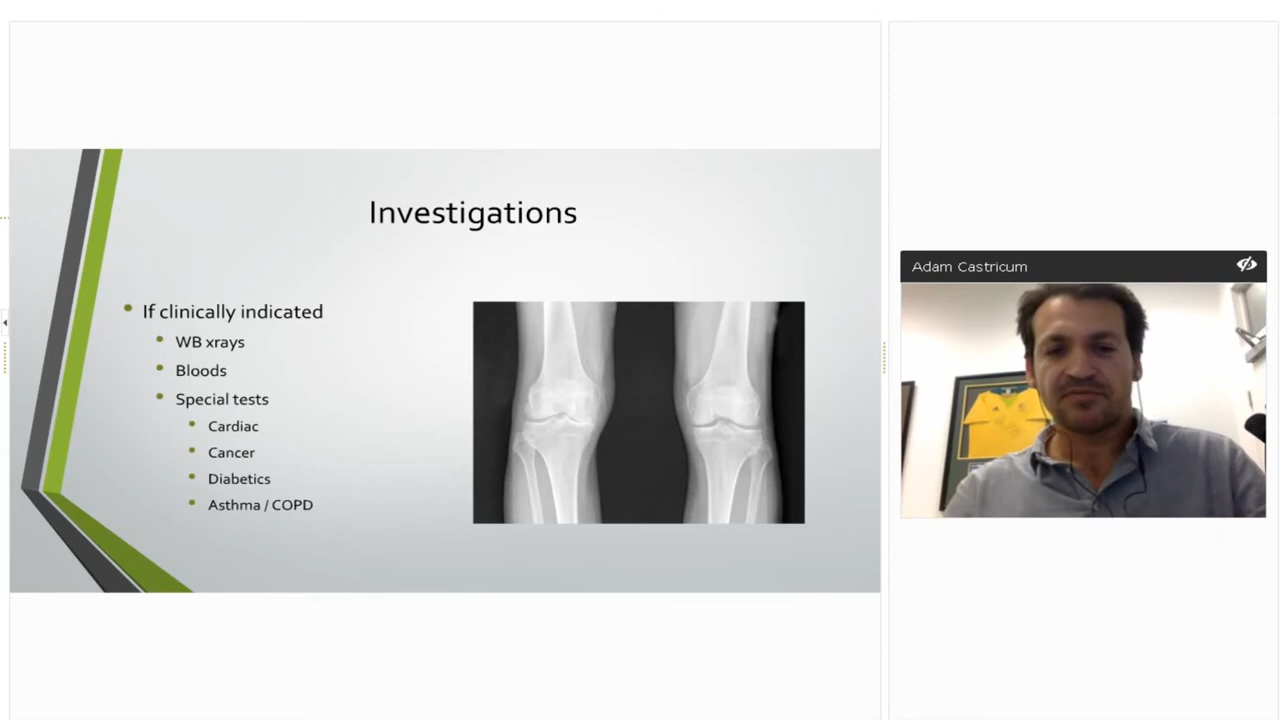 Investigations
If clinically indicated
WB xrays
Bloods
Special tests
Cardiac
Cancer
Diabetics
Asthma / COPD
Adam Castricum